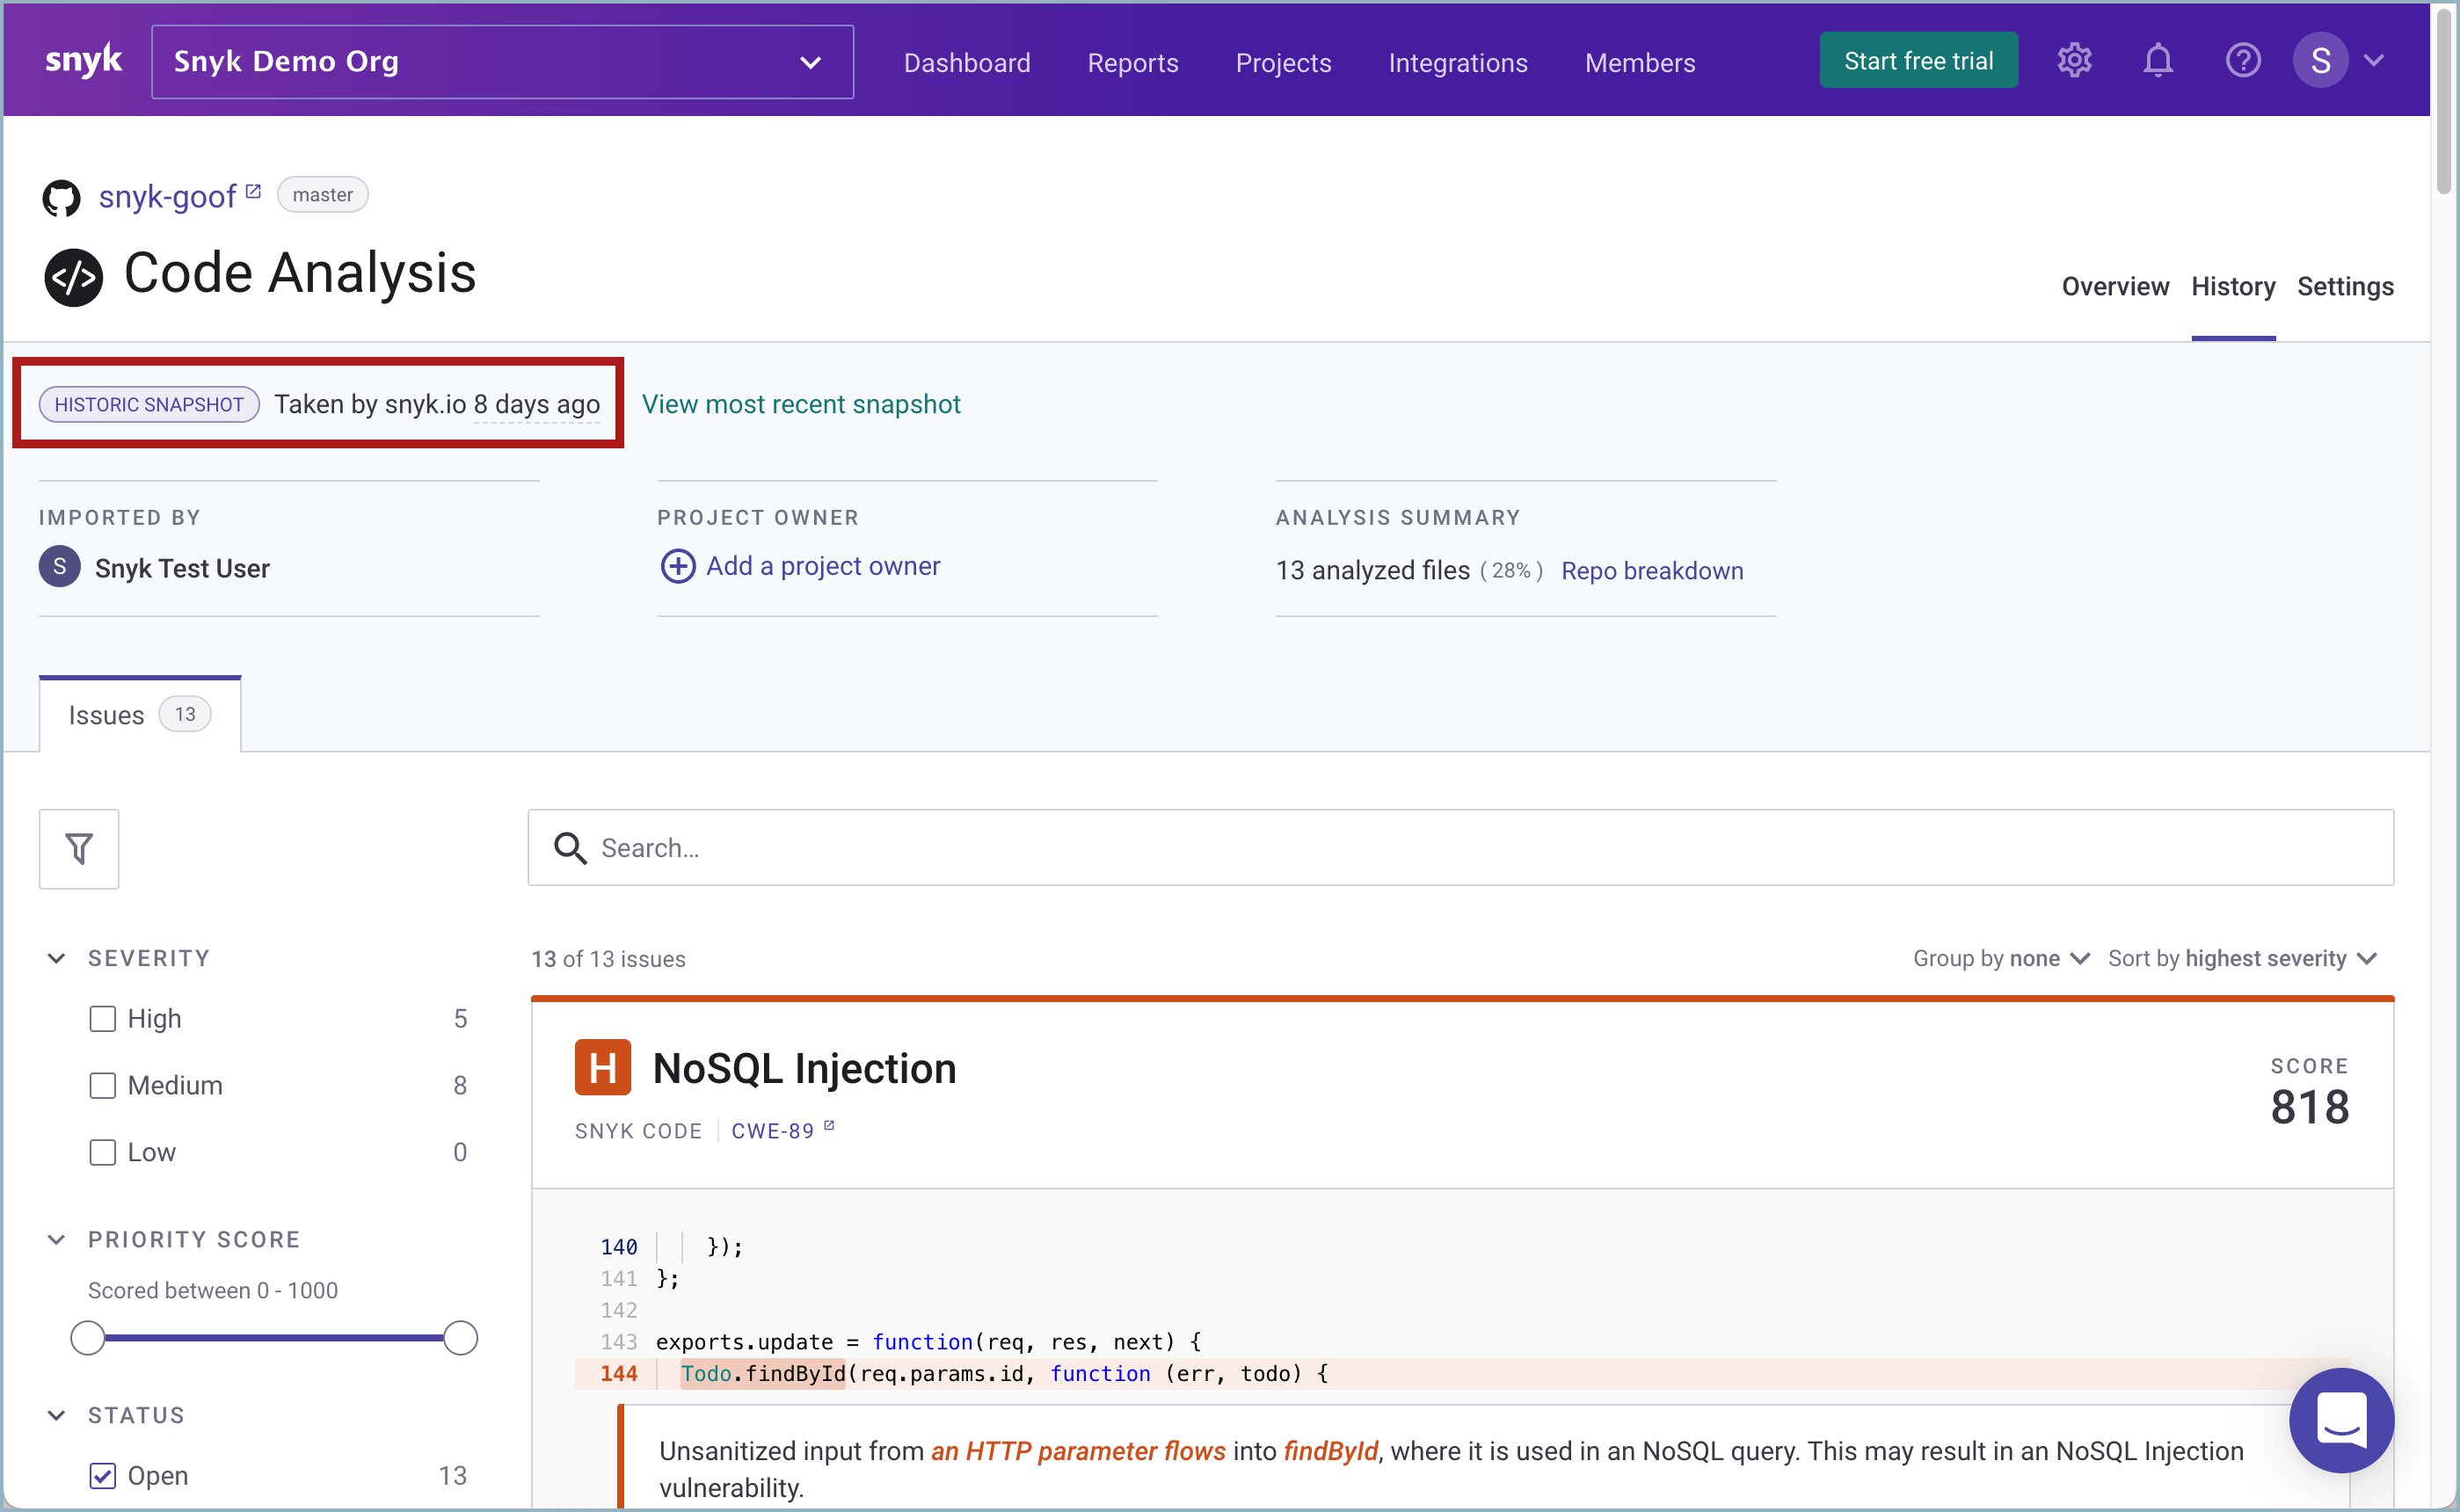 snyk
Snyk Demo Org
Dashboard
Reports
Projects
Integrations
Members
Start free trial
S
snyk-goof
master
Code Analysis
Overview
History
Settings
HISTORIC SNAPSHOT
Taken by snyk.io 8 days ago
View most recent snapshot
IMPORTED BY
S
Snyk Test User
PROJECT OWNER
Add a project owner
ANALYSIS SUMMARY
13 analyzed files ( 28% ) Repo breakdown
Issues 13
Search...
SEVERITY
High 5
Medium 8
Low 0
PRIORITY SCORE
Scored between 0 - 1000
STATUS
Open 13
13 of 13 issues
Group by none
Sort by highest severity
H NoSQL Injection
SNYK CODE
CWE-89
SCORE
818
140 });
141 };
142
143 exports.update = function(req, res, next) {
144 Todo.findById(req.params.id, function (err, todo) {
Unsanitized input from an HTTP parameter flows into findById, where it is used in an NoSQL query. This may result in an NoSQL Injection
vulnerability.